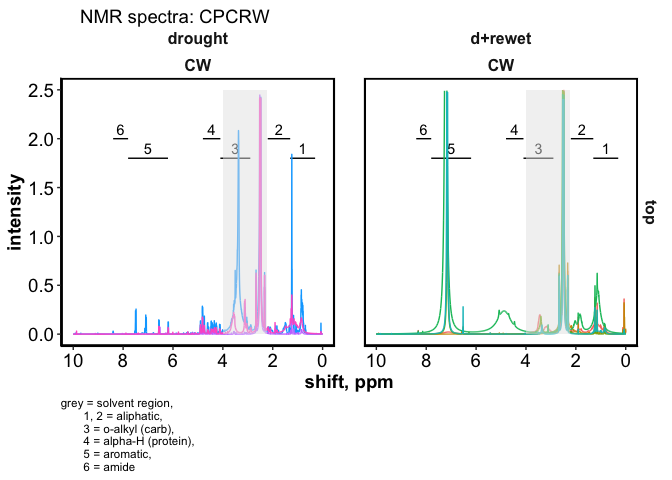 NMR spectra: CPCRW
drought
d+rewet
CW
CW
intensity
2.5
2.0
1.5
1.0
0.5
0.0
6
5
4
3
2
1
6
5
4
3
2
1
top
10
8
6
4
2
0
10
8
6
4
2
0
shift, ppm
grey = solvent region,
1, 2 = aliphatic,
3 = o-alkyl (carb),
4 = alpha-H (protein),
5 = aromatic,
6 = amide